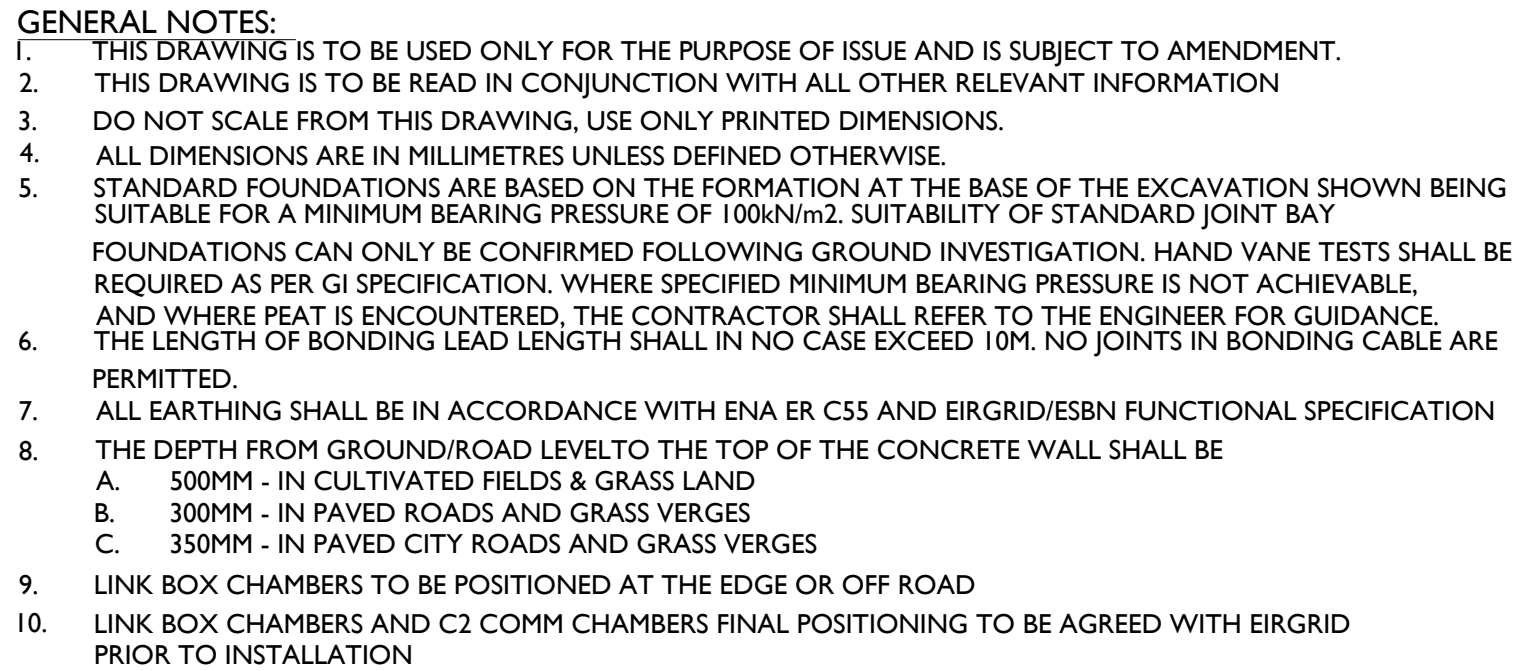 GENERAL NOTES:
1. THIS DRAWING IS TO BE USED ONLY FOR THE PURPOSE OF ISSUE AND IS SUBJECT TO AMENDMENT.
2. THIS DRAWING IS TO BE READ IN CONJUNCTION WITH ALL OTHER RELEVANT INFORMATION
3. DO NOT SCALE FROM THIS DRAWING, USE ONLY PRINTED DIMENSIONS.
4. ALL DIMENSIONS ARE IN MILLIMETRES UNLESS DEFINED OTHERWISE.
5. STANDARD FOUNDATIONS ARE BASED ON THE FORMATION AT THE BASE OF THE EXCAVATION SHOWN BEING
SUITABLE FOR A MINIMUM BEARING PRESSURE OF 100kN/m2. SUITABILITY OF STANDARD JOINT BAY
FOUNDATIONS CAN ONLY BE CONFIRMED FOLLOWING GROUND INVESTIGATION. HAND VANE TESTS SHALL BE
REQUIRED AS PER GI SPECIFICATION. WHERE SPECIFIED MINIMUM BEARING PRESSURE IS NOT ACHIEVABLE,
AND WHERE PEAT IS ENCOUNTERED, THE CONTRACTOR SHALL REFER TO THE ENGINEER FOR GUIDANCE.
6. THE LENGTH OF BONDING LEAD LENGTH SHALL IN NO CASE EXCEED 10M. NO JOINTS IN BONDING CABLE ARE
PERMITTED.
7. ALL EARTHING SHALL BE IN ACCORDANCE WITH ENA ER C55 AND EIRGRID/ESBN FUNCTIONAL SPECIFICATION
8. THE DEPTH FROM GROUND/ROAD LEVELTO THE TOP OF THE CONCRETE WALL SHALL BE
A. 500MM - IN CULTIVATED FIELDS & GRASS LAND
B. 300MM - IN PAVED ROADS AND GRASS VERGES
C. 350MM - IN PAVED CITY ROADS AND GRASS VERGES
9. LINK BOX CHAMBERS TO BE POSITIONED AT THE EDGE OR OFF ROAD
10. LINK BOX CHAMBERS AND C2 COMM CHAMBERS FINAL POSITIONING TO BE AGREED WITH EIRGRID
PRIOR TO INSTALLATION